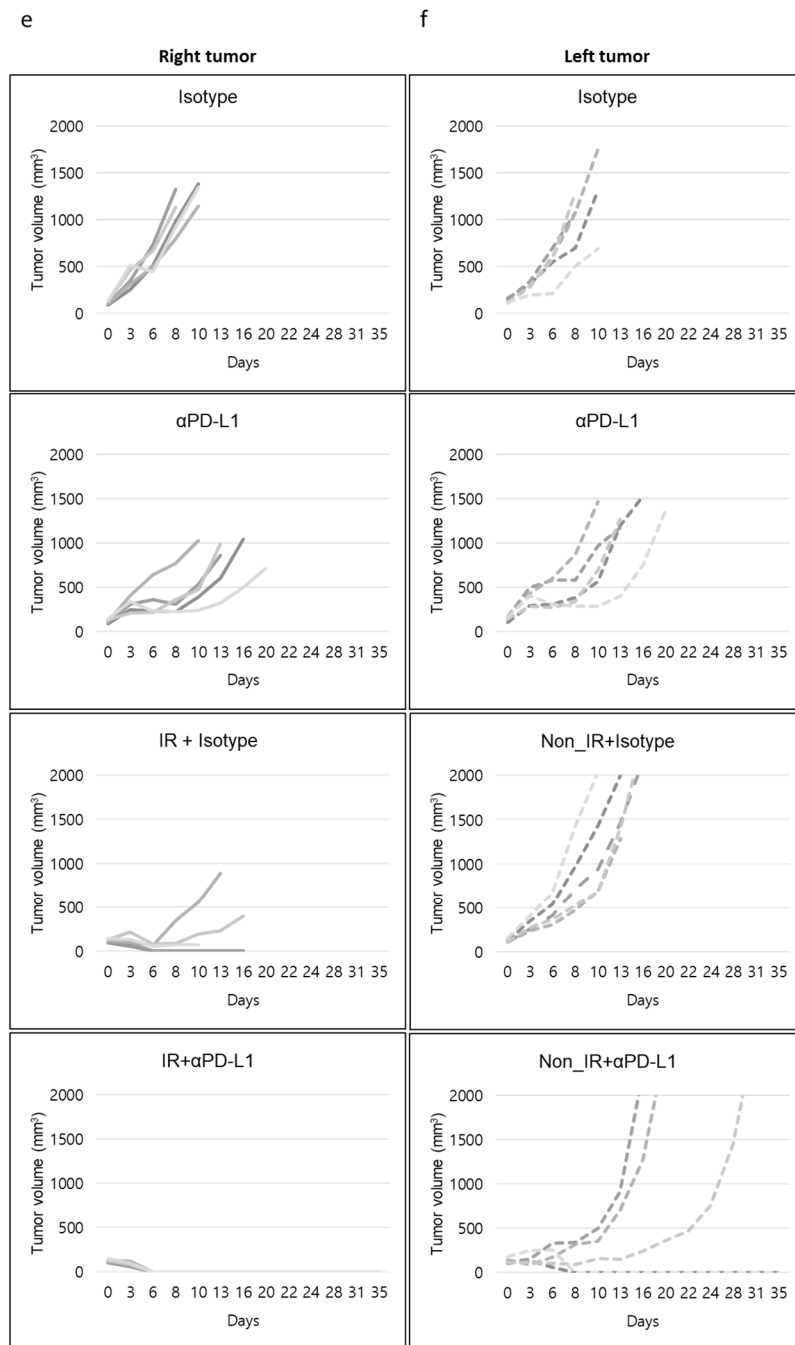 e
f
Right tumor
Left tumor
Isotype
Tumor volume (mm³)
2000
1500
1000
500
0
0 3 6 8 10 13 16 20 22 24 28 31 35
Days
Isotype
Tumor volume (mm³)
2000
1500
1000
500
0
0 3 6 8 10 13 16 20 22 24 28 31 35
Days
αPD-L1
Tumor volume (mm³)
2000
1500
1000
500
0
0 3 6 8 10 13 16 20 22 24 28 31 35
Days
αPD-L1
Tumor volume (mm³)
2000
1500
1000
500
0
0 3 6 8 10 13 16 20 22 24 28 31 35
Days
IR + Isotype
Tumor volume (mm³)
2000
1500
1000
500
0
0 3 6 8 10 13 16 20 22 24 28 31 35
Days
Non_IR+Isotype
Tumor volume (mm³)
2000
1500
1000
500
0
0 3 6 8 10 13 16 20 22 24 28 31 35
Days
IR+αPD-L1
Tumor volume (mm³)
2000
1500
1000
500
0
0 3 6 8 10 13 16 20 22 24 28 31 35
Days
Non_IR+αPD-L1
Tumor volume (mm³)
2000
1500
1000
500
0
0 3 6 8 10 13 16 20 22 24 28 31 35
Days